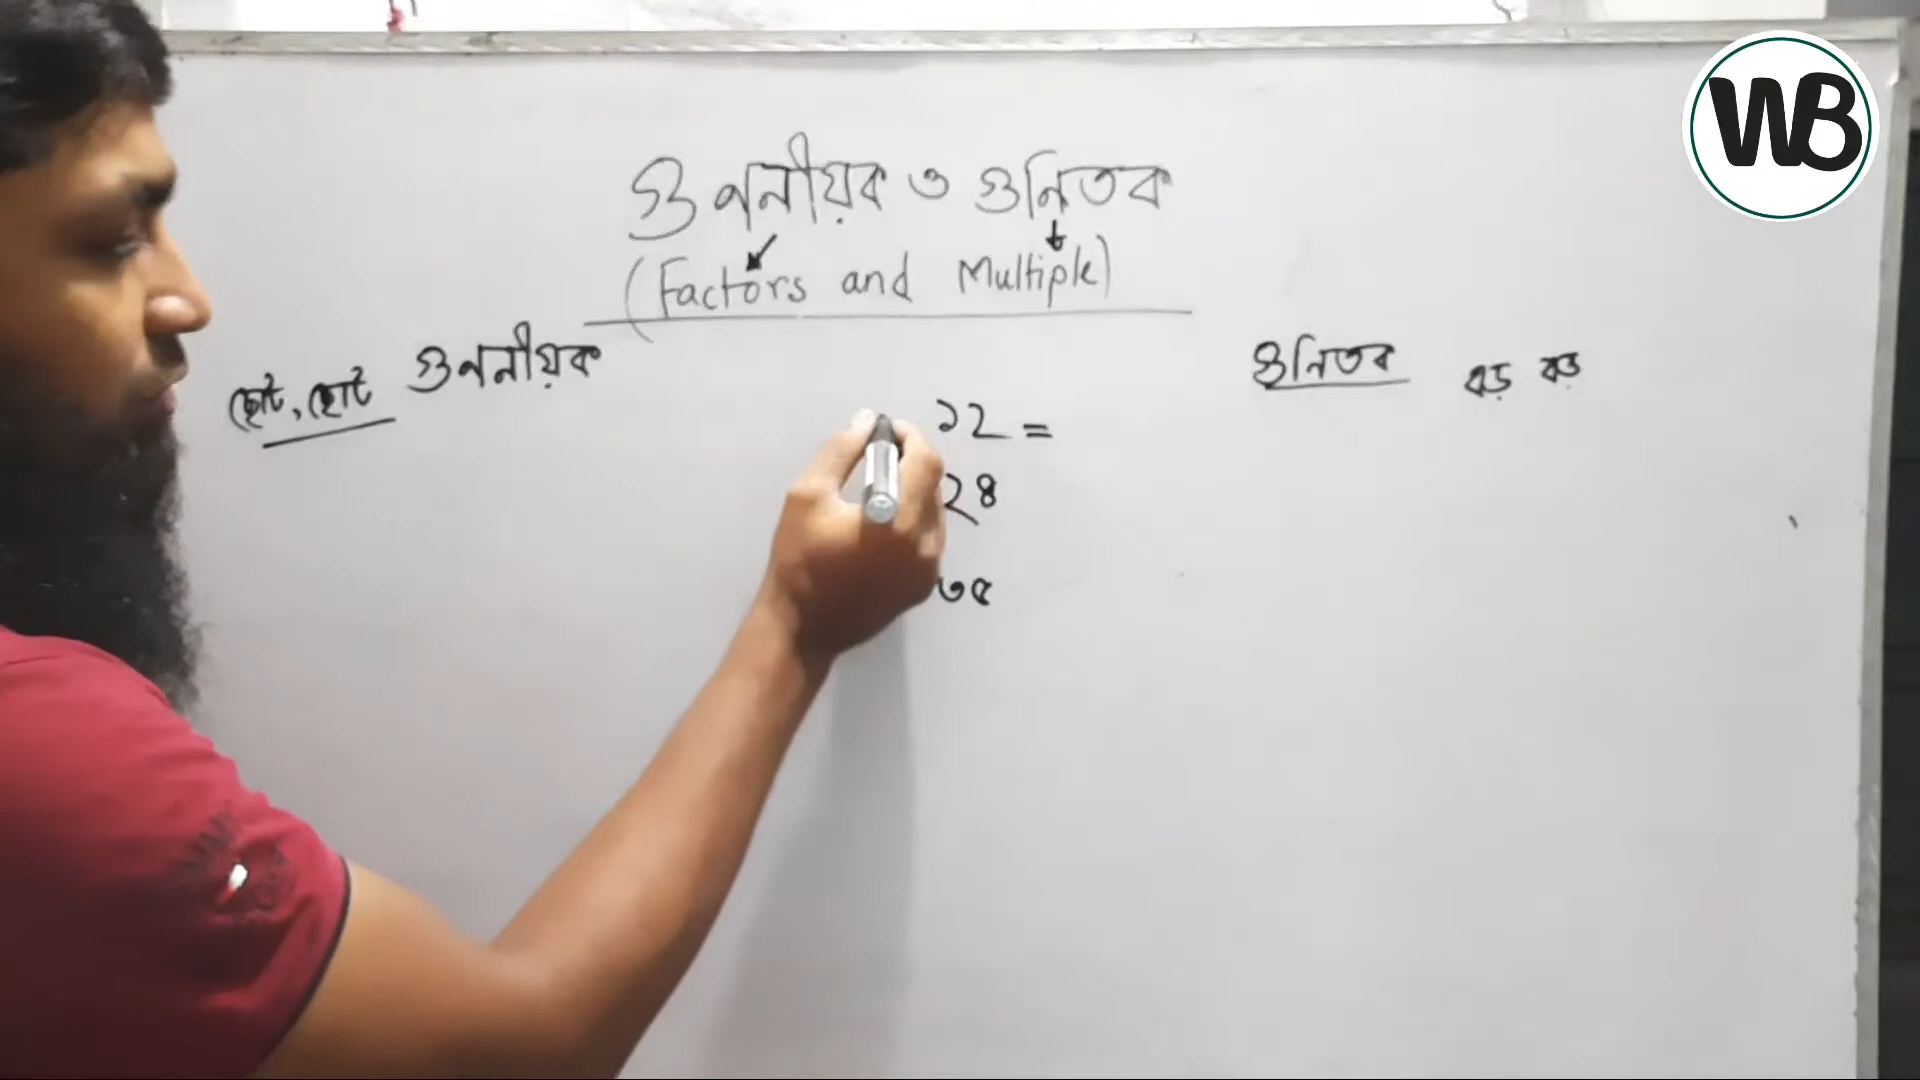 WB
গুণনীয়ক ও গুনিতক
(Factors and Multiple)
ছোট, ছোট গুণনীয়ক
গুনিতক বড় বড়
১২ =
২৪
৩৫